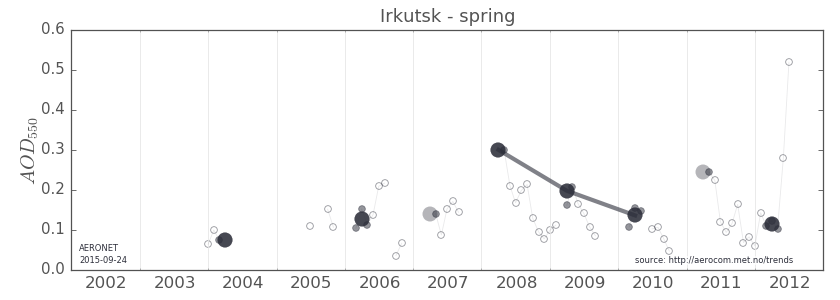 Irkutsk - spring
0.6
0.5
0.4
0.3
0.2
0.1
0.0
AOD550
AERONET
2015-09-24
source: http://aerocom.met.no/trends
2002 2003 2004 2005 2006 2007 2008 2009 2010 2011 2012